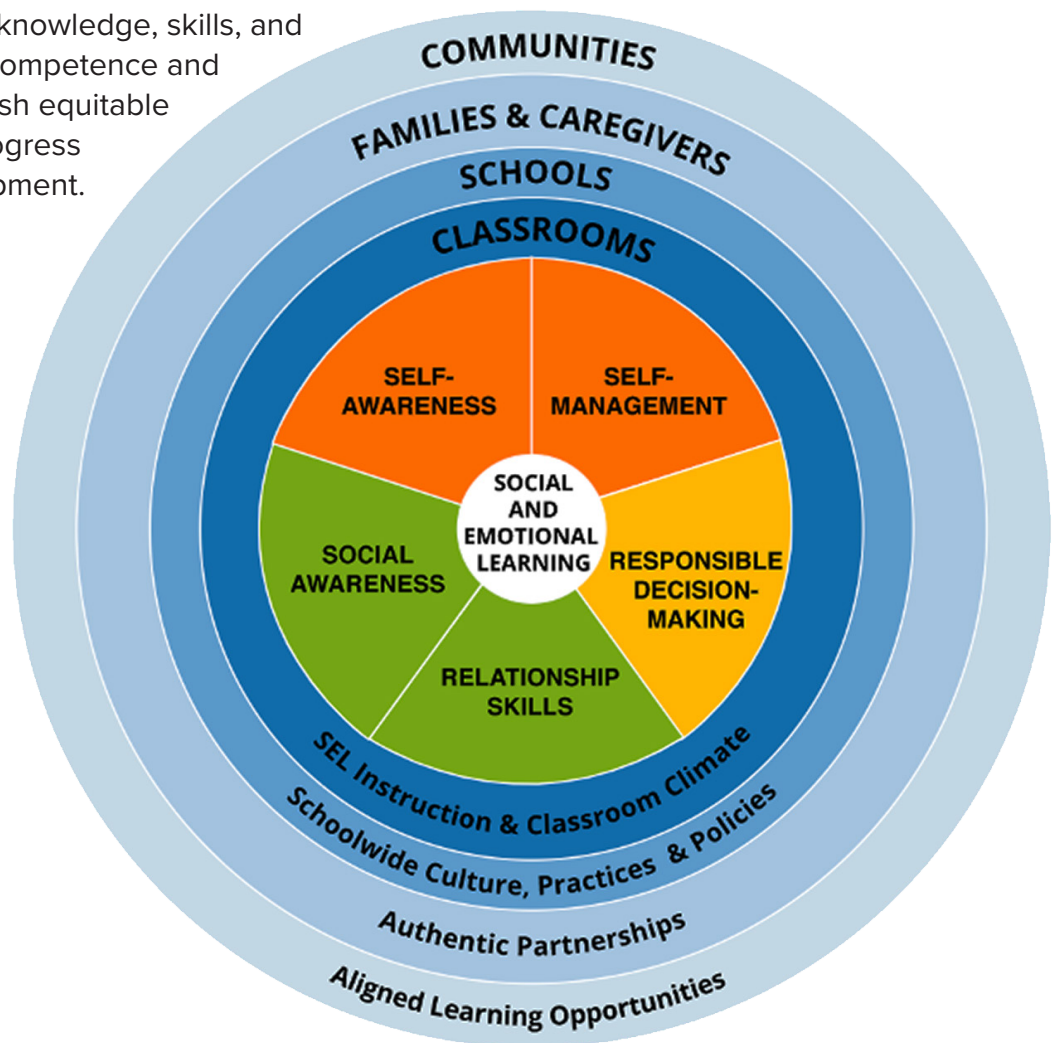 knowledge, skills, and
ompetence and
sh equitable
ogress
pment.
COMMUNITIES
FAMILIES & CAREGIVERS
SCHOOLS
CLASSROOMS
SELF-
AWARENESS
SELF-
MANAGEMENT
SOCIAL
AND
EMOTIONAL
LEARNING
SOCIAL
AWARENESS
RESPONSIBLE
DECISION-
MAKING
RELATIONSHIP
SKILLS
SEL Instruction & Classroom Climate
Schoolwide Culture, Practices & Policies
Authentic Partnerships
Aligned Learning Opportunities